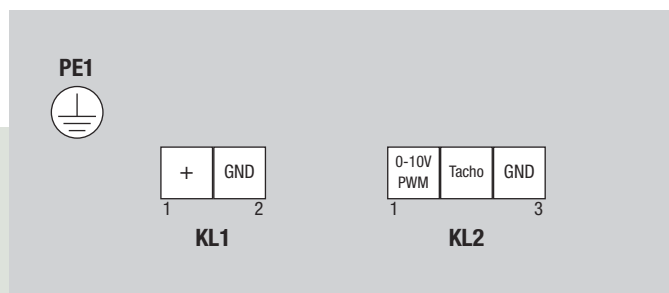 PE1
+ GND
1 2
KL1
0-10V
PWM Tacho GND
1 3
KL2